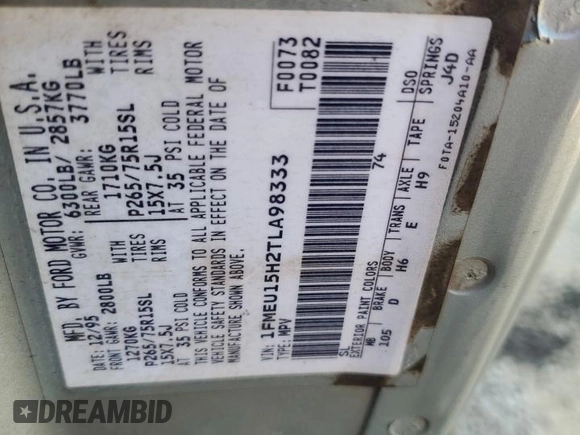 MFD. BY FORD MOTOR CO. IN U.S.A.
DATE: 12/95 GVWR: 6300LB/ 2857KG
FRONT GAWR: 2800LB REAR GAWR: 3770LB
1270KG 1710KG
P265/75R15SL TIRES P265/75R15SL TIRES
15X7.5J RIMS 15X7.5J RIMS
AT 35 PSI COLD AT 35 PSI COLD
THIS VEHICLE CONFORMS TO ALL APPLICABLE FEDERAL MOTOR
VEHICLE SAFETY STANDARDS IN EFFECT ON THE DATE OF
MANUFACTURE SHOWN ABOVE.
F0073
T0082
VIN: 1FMEU15H2TLA98333
TYPE: MPV
74
SL
EXTERIOR PAINT COLORS DSO
WB BRAKE BODY TRANS AXLE TAPE SPRINGS
105 D H6 E H9 J4D
F0TA-15204A10-AA
DREAMBID